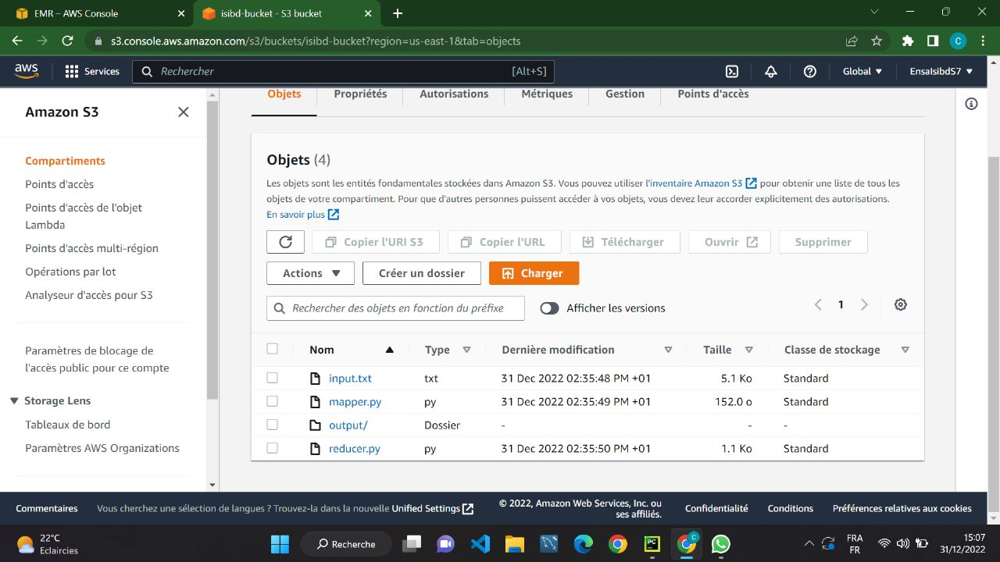 EMR – AWS Console
isibd-bucket - S3 bucket
s3.console.aws.amazon.com/s3/buckets/isibd-bucket?region=us-east-1&tab=objects
C
aws
Services
Rechercher
[Alt+S]
Global
EnsaIsibdS7
Amazon S3
Compartiments
Points d'accès
Points d'accès de l'objet
Lambda
Points d'accès multi-région
Opérations par lot
Analyseur d'accès pour S3
Paramètres de blocage de
l'accès public pour ce compte
Storage Lens
Tableaux de bord
Paramètres AWS Organizations
Objets Propriétés Autorisations Métriques Gestion Points d'accès
Objets (4)
Les objets sont les entités fondamentales stockées dans Amazon S3. Vous pouvez utiliser l'inventaire Amazon S3 pour obtenir une liste de tous les
objets de votre compartiment. Pour que d'autres personnes puissent accéder à vos objets, vous devez leur accorder explicitement des autorisations.
En savoir plus
Copier l'URI S3 Copier l'URL Télécharger Ouvrir Supprimer
Actions Créer un dossier Charger
Rechercher des objets en fonction du préfixe Afficher les versions 1
Nom Type Dernière modification Taille Classe de stockage
input.txt txt 31 Dec 2022 02:35:48 PM +01 5.1 Ko Standard
mapper.py py 31 Dec 2022 02:35:49 PM +01 152.0 o Standard
output/ Dossier - - -
reducer.py py 31 Dec 2022 02:35:50 PM +01 1.1 Ko Standard
Commentaires
Vous cherchez une sélection de langues ? Trouvez-la dans la nouvelle Unified Settings
© 2022, Amazon Web Services, Inc. ou
ses affiliés.
Confidentialité Conditions Préférences relatives aux cookies
22°C
Eclaircies
Recherche
PC
C
FRA
FR
15:07
31/12/2022